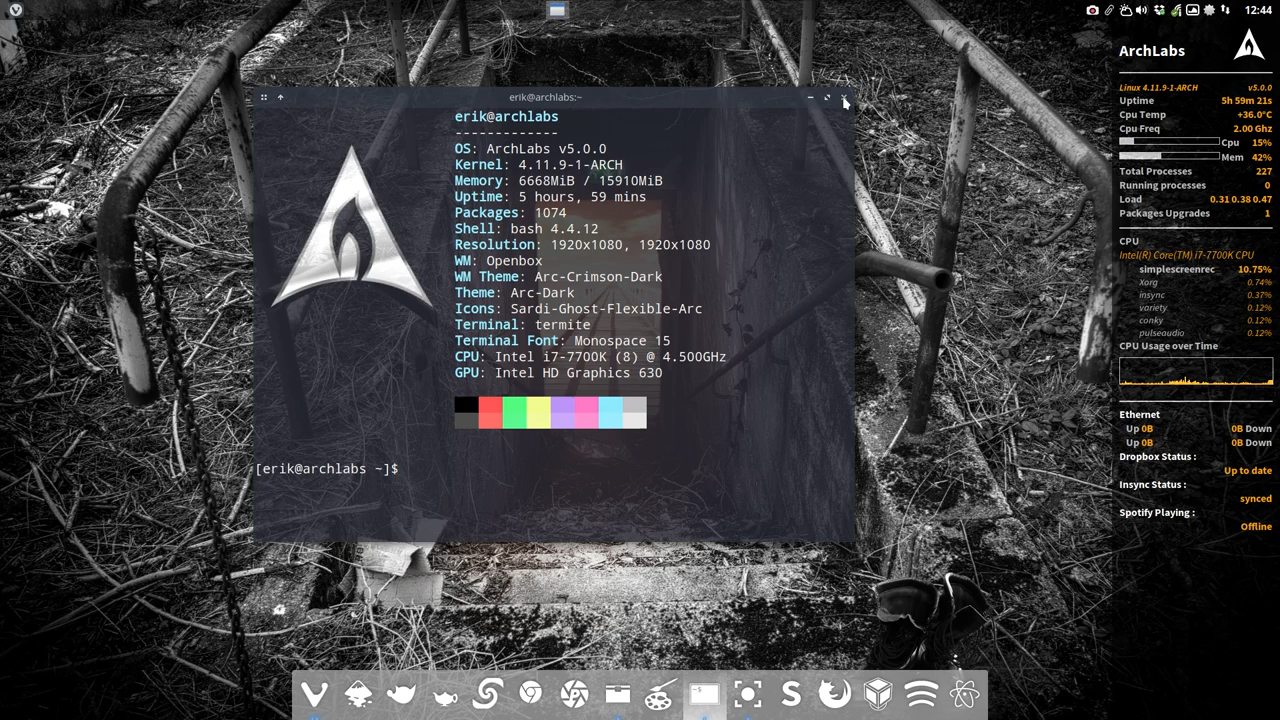 12:44
erik@archlabs:~
erik@archlabs
-------------
OS: ArchLabs v5.0.0
Kernel: 4.11.9-1-ARCH
Memory: 6668MiB / 15910MiB
Uptime: 5 hours, 59 mins
Packages: 1074
Shell: bash 4.4.12
Resolution: 1920x1080, 1920x1080
WM: Openbox
WM Theme: Arc-Crimson-Dark
Theme: Arc-Dark
Icons: Sardi-Ghost-Flexible-Arc
Terminal: termite
Terminal Font: Monospace 15
CPU: Intel i7-7700K (8) @ 4.500GHz
GPU: Intel HD Graphics 630
[erik@archlabs ~]$
ArchLabs
Linux 4.11.9-1-ARCH v5.0.0
Uptime 5h 59m 21s
Cpu Temp +36.0°C
Cpu Freq 2.00 Ghz
Cpu 15%
Mem 42%
Total Processes 227
Running processes 0
Load 0.31 0.38 0.47
Packages Upgrades 1
CPU
Intel(R) Core(TM) i7-7700K CPU
simplescreenrec 10.75%
Xorg 0.74%
insync 0.37%
variety 0.12%
conky 0.12%
pulseaudio 0.12%
CPU Usage over Time
Ethernet
Up 0B 0B Down
Up 0B 0B Down
Dropbox Status :
Up to date
Insync Status :
synced
Spotify Playing :
Offline